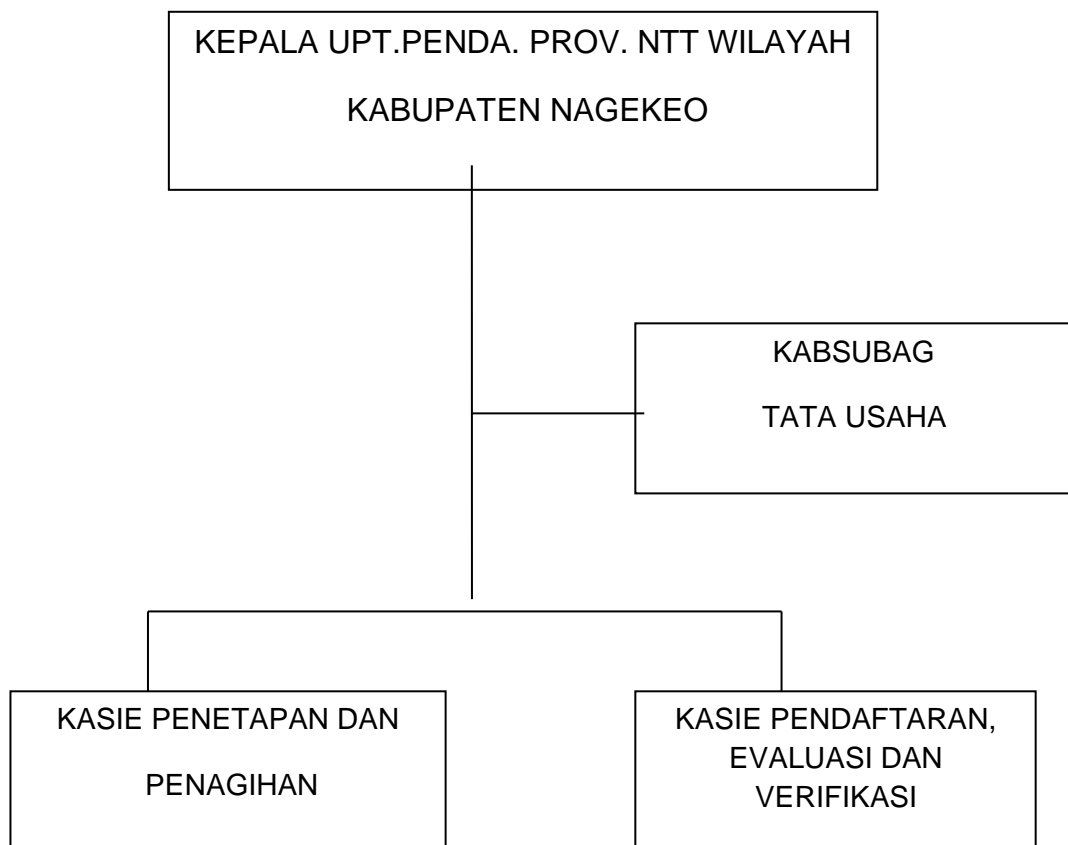 KEPALA UPT.PENDA. PROV. NTT WILAYAH
KABUPATEN NAGEKEO
KABSUBAG
TATA USAHA
KASIE PENETAPAN DAN
PENAGIHAN
KASIE PENDAFTARAN,
EVALUASI DAN
VERIFIKASI